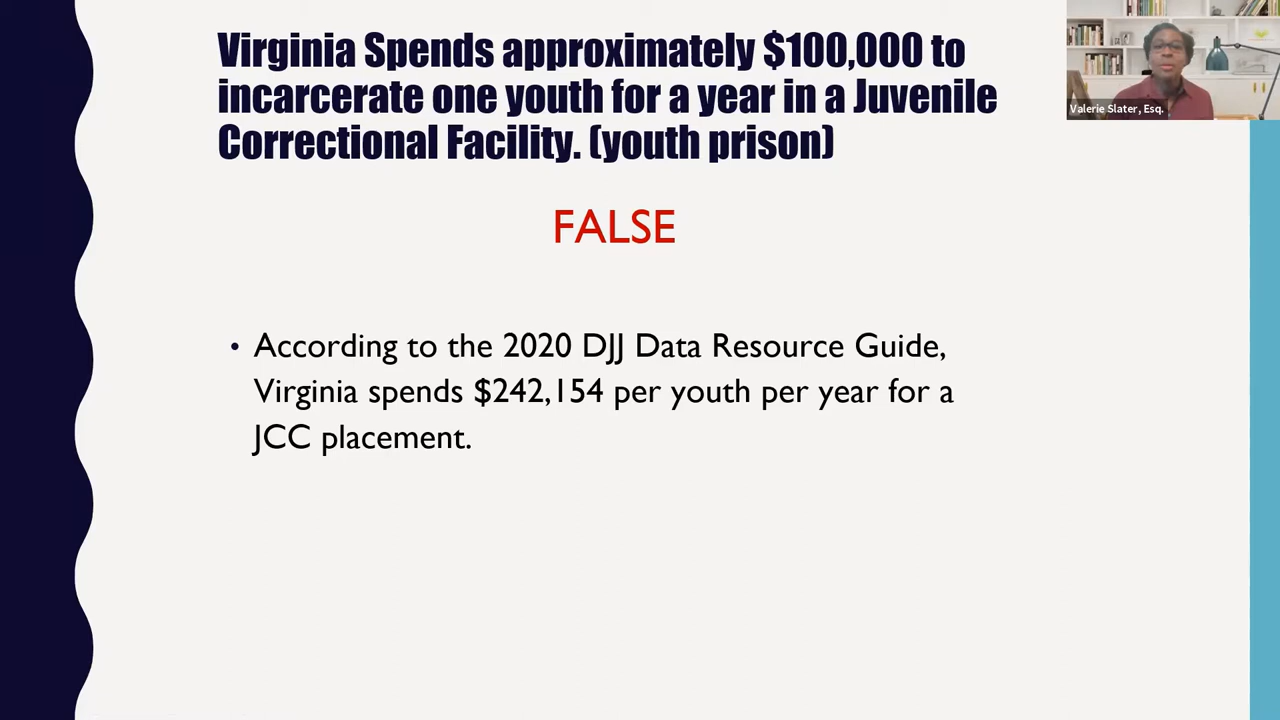 Virginia Spends approximately $100,000 to
incarcerate one youth for a year in a Juvenile
Correctional Facility. (youth prison)
Valerie Slater, Esq.
FALSE
• According to the 2020 DJJ Data Resource Guide,
Virginia spends $242,154 per youth per year for a
JCC placement.